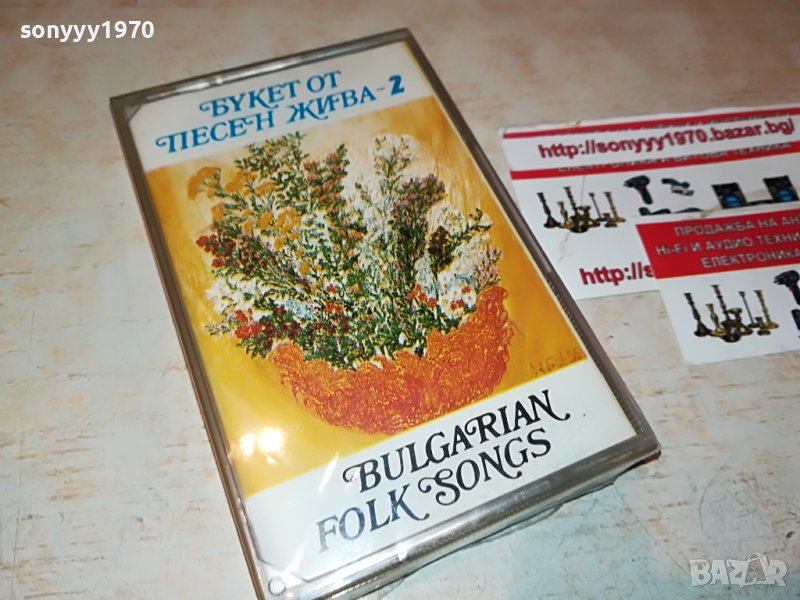 sonyyy1970
БУКЕТ ОТ
ПЕСЕН ЖИВА-2
BULGARIAN
FOLK SONGS
http://sonyyy1970.bazar.bg/
http://s
ПРОДАЖБА НА АН
HI-FI И АУДИО ТЕХНИ
ЕЛЕКТРОНИКА
bazar.bg